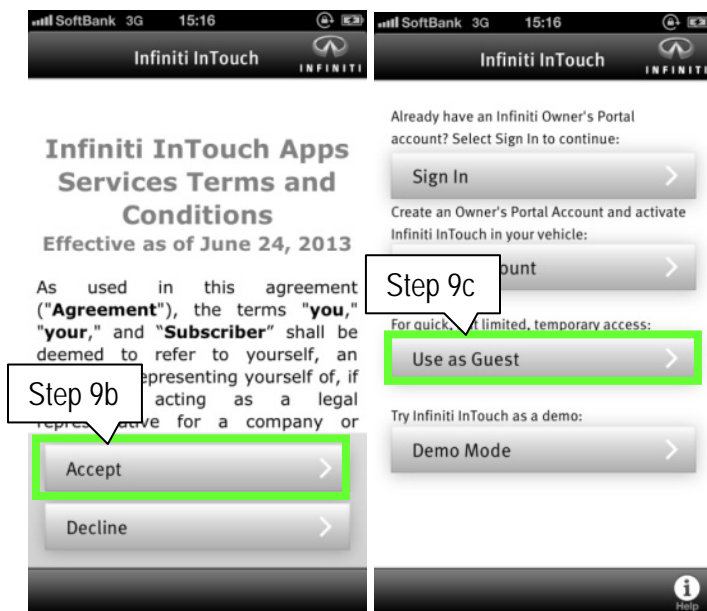 SoftBank 3G 15:16
Infiniti InTouch
INFINITI
Infiniti InTouch Apps
Services Terms and
Conditions
Effective as of June 24, 2013
As used in this agreement
("Agreement"), the terms "you,"
"your," and "Subscriber" shall be
deemed to refer to yourself, an
epresenting yourself of, if
Step 9b
acting as a legal
for a company or
Accept
Decline
SoftBank 3G 15:16
Infiniti InTouch
INFINITI
Already have an Infiniti Owner's Portal
account? Select Sign In to continue:
Sign In
Create an Owner's Portal Account and activate
Infiniti InTouch in your vehicle:
ount
Step 9c
For quick, limited, temporary access:
Use as Guest
Try Infiniti InTouch as a demo:
Demo Mode
Help